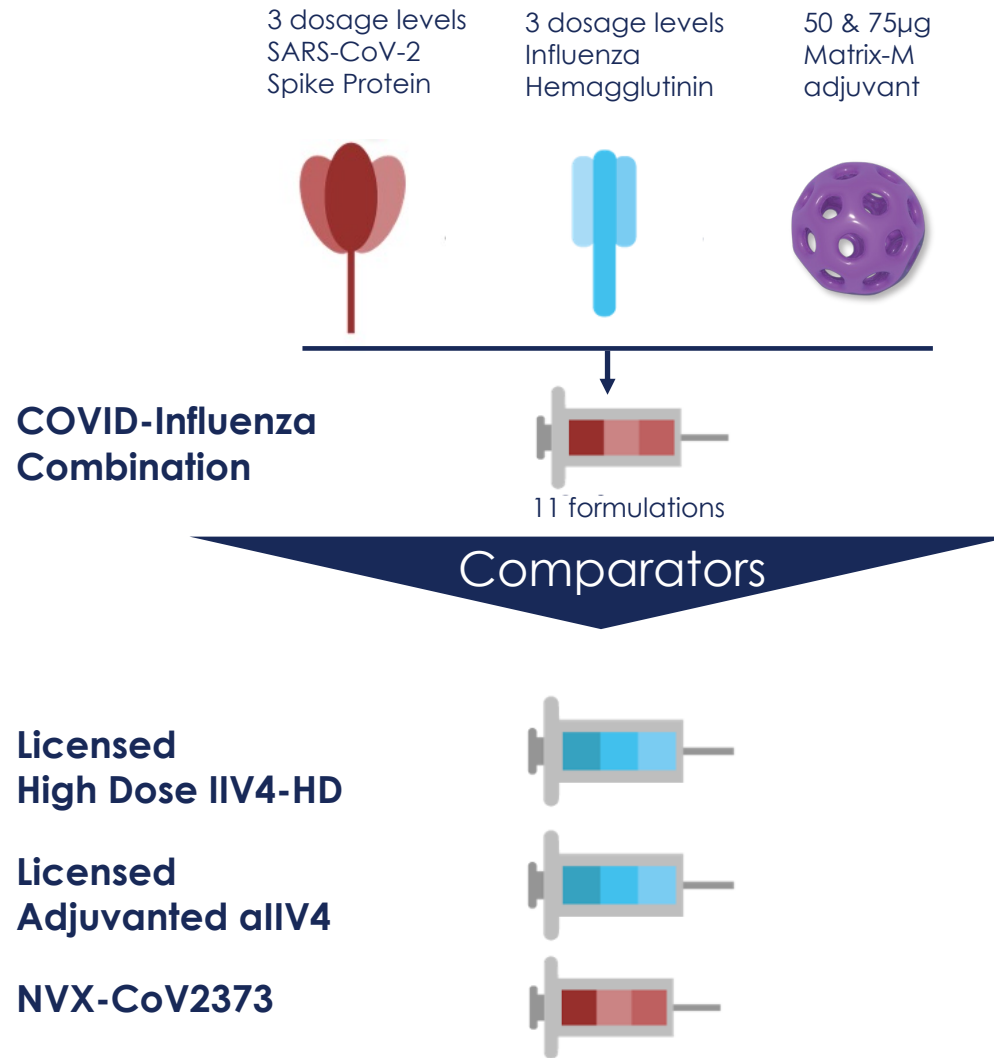 3 dosage levels
SARS-CoV-2
Spike Protein
3 dosage levels
Influenza
Hemagglutinin
50 & 75µg
Matrix-M
adjuvant
COVID-Influenza
Combination
11 formulations
Comparators
Licensed
High Dose IIV4-HD
Licensed
Adjuvanted aIIV4
NVX-CoV2373